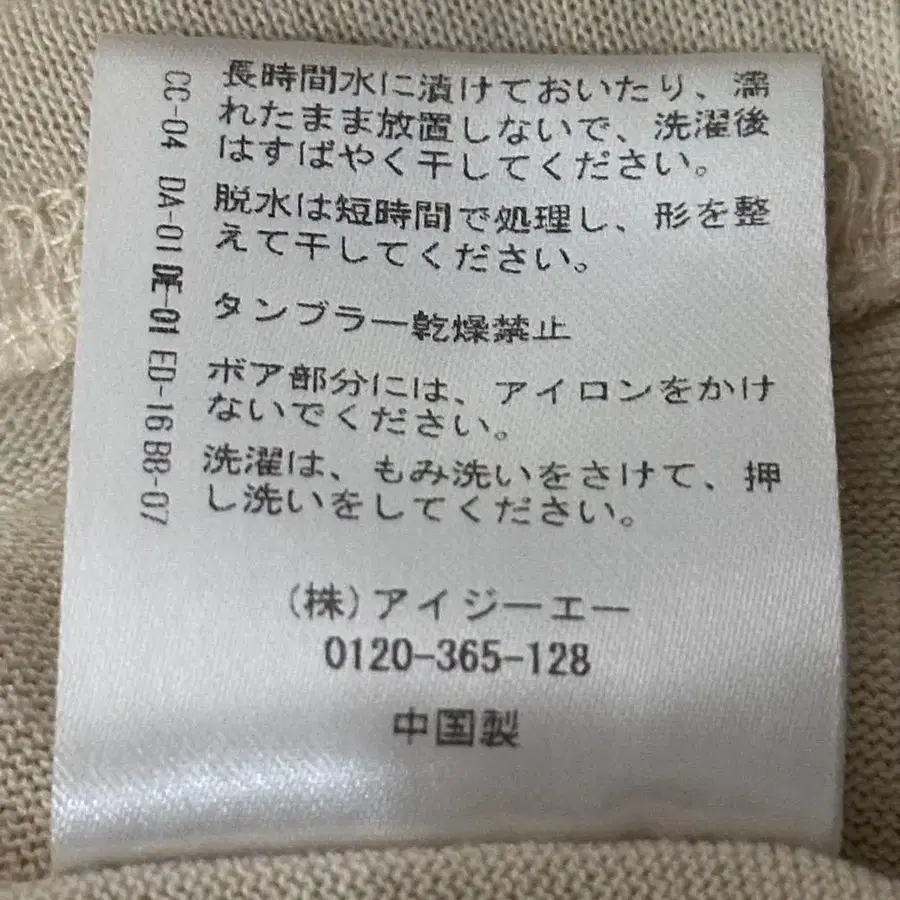 長時間水に漬けておいたり、濡
れたまま放置しないで、洗濯後
はすばやく干してください。
脱水は短時間で処理し、形を整
えて干してください。
タンブラー乾燥禁止
ボア部分には、アイロンをかけ
ないでください。
洗濯は、もみ洗いをさけて、押
し洗いをしてください。
(株)アイジーエー
0120-365-128
中国製
CC-04 DA-01 DF-01 ED-16 B8-07